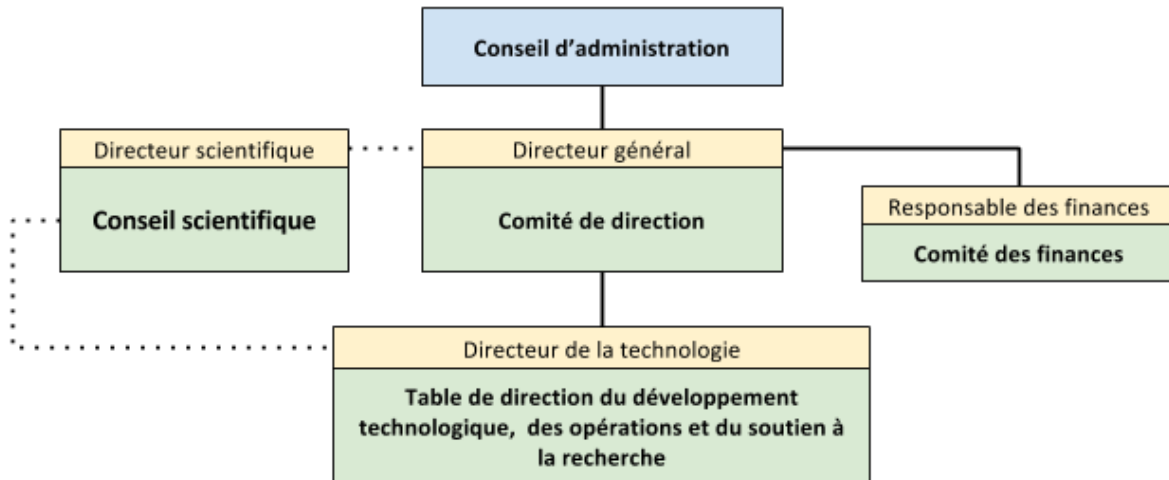 Conseil d’administration
Directeur scientifique
Conseil scientifique
Directeur général
Comité de direction
Responsable des finances
Comité des finances
Directeur de la technologie
Table de direction du développement
technologique,  des opérations et du soutien à
la recherche